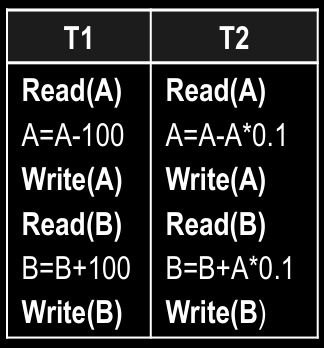 T1 T2
Read(A) Read(A)
A=A-100 A=A-A*0.1
Write(A) Write(A)
Read(B) Read(B)
B=B+100 B=B+A*0.1
Write(B) Write(B)